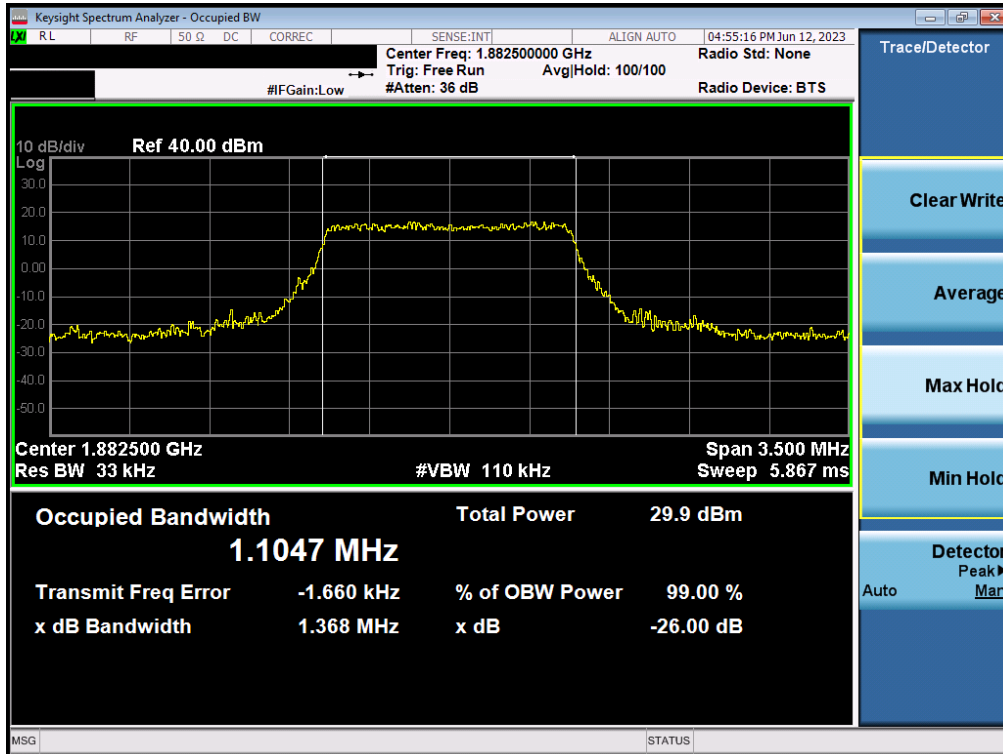 Keysight Spectrum Analyzer - Occupied BW
LXI RL RF 50 Ω DC CORREC SENSE:INT ALIGN AUTO 04:55:16 PM Jun 12, 2023
Center Freq: 1.882500000 GHz Radio Std: None
Trig: Free Run Avg|Hold: 100/100
#IFGain:Low #Atten: 36 dB Radio Device: BTS
10 dB/div Ref 40.00 dBm
Log
30.0
20.0
10.0
0.00
-10.0
-20.0
-30.0
-40.0
-50.0
Center 1.882500 GHz Span 3.500 MHz
Res BW 33 kHz #VBW 110 kHz Sweep 5.867 ms
Occupied Bandwidth Total Power 29.9 dBm
1.1047 MHz
Transmit Freq Error -1.660 kHz % of OBW Power 99.00 %
x dB Bandwidth 1.368 MHz x dB -26.00 dB
MSG STATUS
Trace/Detector
Clear Write
Average
Max Hold
Min Hold
Detector
Peak▶
Auto Man